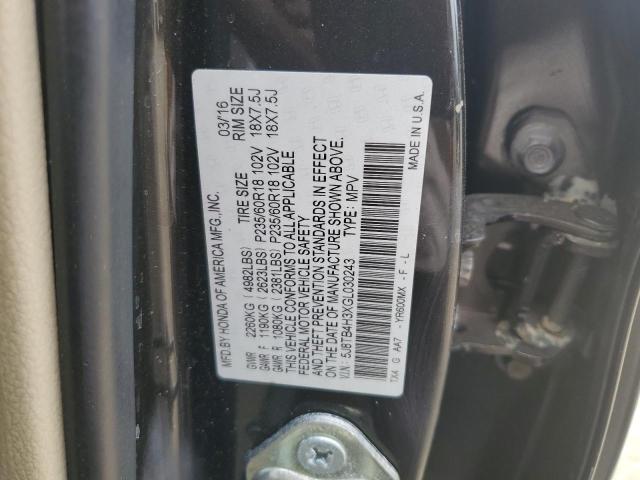 MFD.BY HONDA OF AMERICA MFG.,INC. 03/'16
TIRE SIZE RIM SIZE
GVWR 2260KG (4982LBS)
GAWR F 1190KG (2623LBS) P235/60R18 102V 18X7.5J
GAWR R 1080KG (2381LBS) P235/60R18 102V 18X7.5J
THIS VEHICLE CONFORMS TO ALL APPLICABLE
FEDERAL MOTOR VEHICLE SAFETY
AND THEFT PREVENTION STANDARDS IN EFFECT
ON THE DATE OF MANUFACTURE SHOWN ABOVE.
V.I.N: 5J8TB4H3XGL030243 TYPE: MPV
TX4 G AA7 - YR600MX - F - L MADE IN U.S.A.